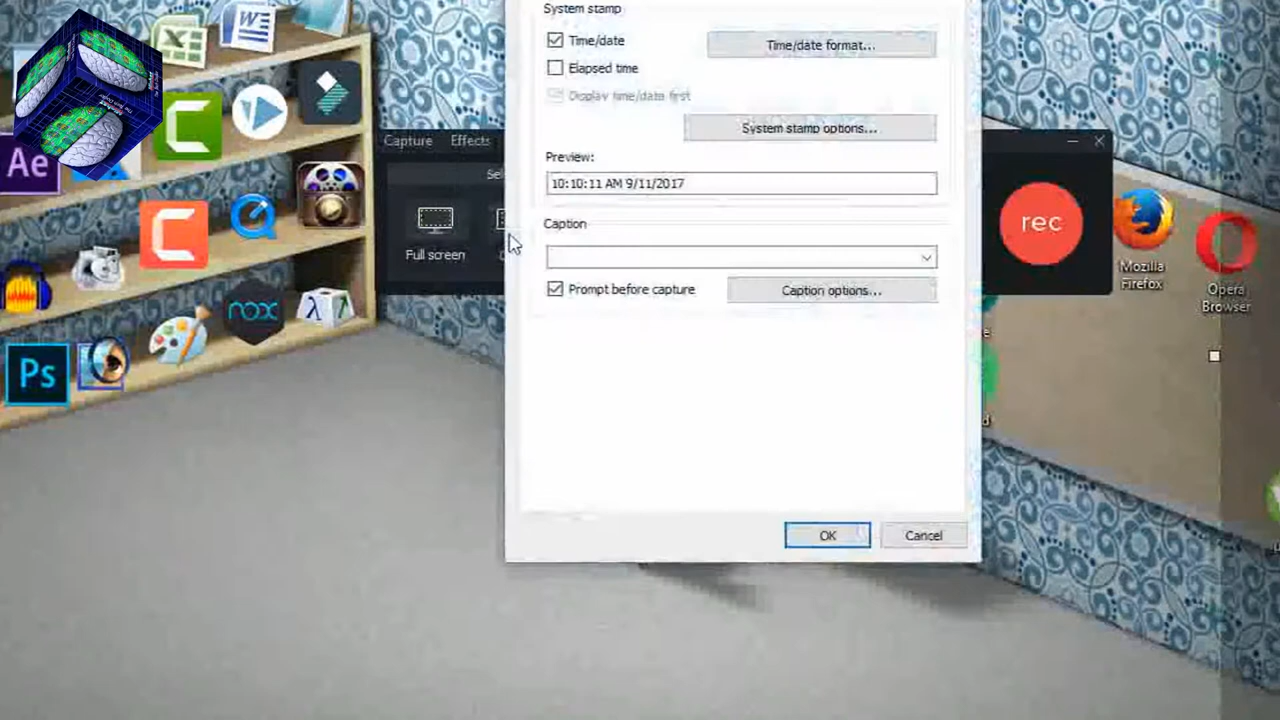 System stamp
Time/date
Time/date format...
Elapsed time
Display time/date first
System stamp options...
Preview:
10:10:11 AM 9/11/2017
Caption
Prompt before capture
Caption options...
OK
Cancel
Capture
Effects
Sel
Full screen
rec
Mozilla
Firefox
Opera
Browser
Ae
nox
Ps